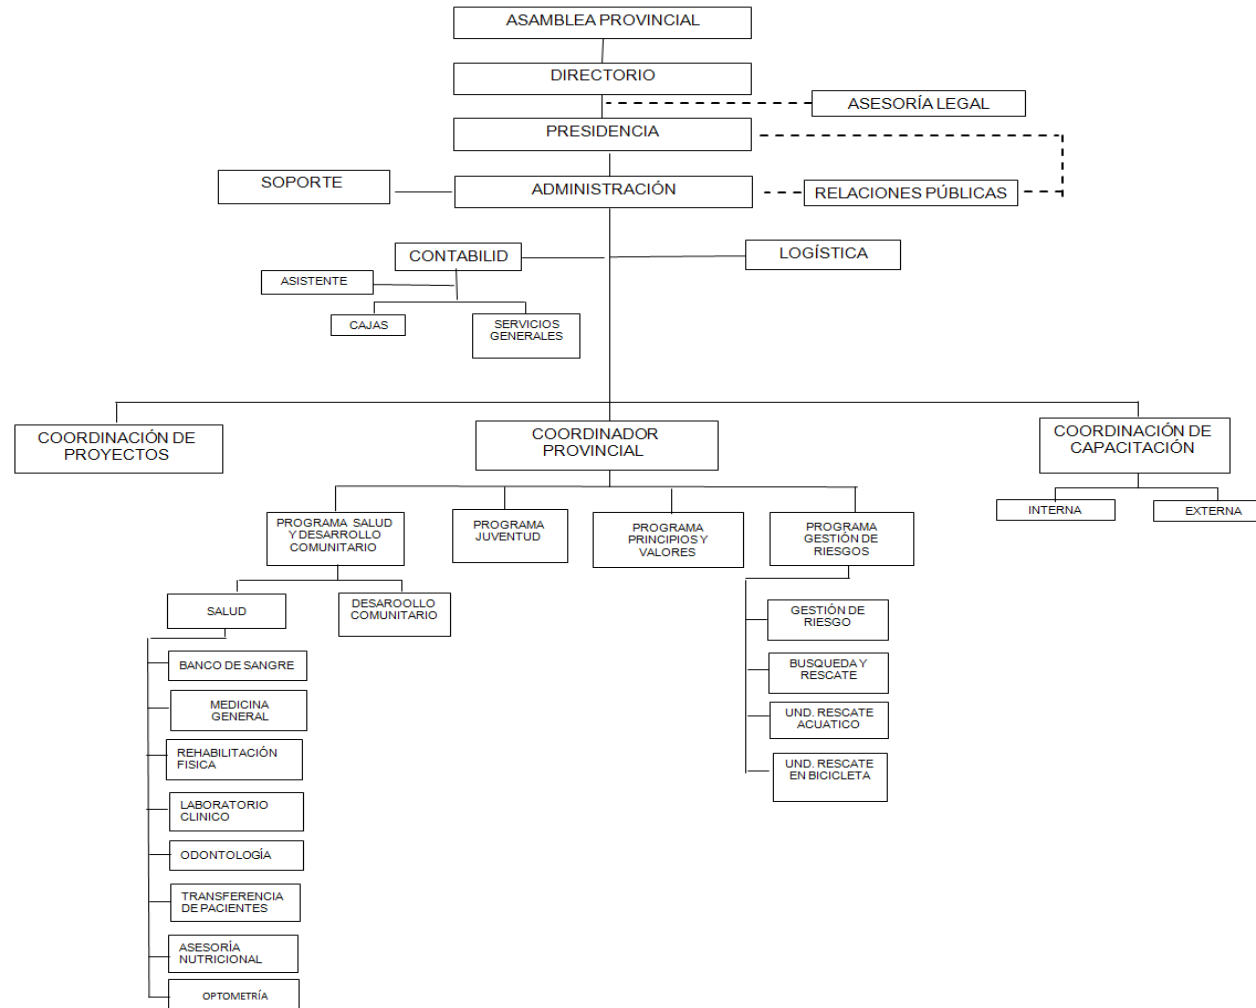 ASAMBLEA PROVINCIAL
DIRECTORIO
ASESORÍA LEGAL
PRESIDENCIA
SOPORTE
ADMINISTRACIÓN
RELACIONES PÚBLICAS
CONTABILID
LOGÍSTICA
ASISTENTE
CAJAS
SERVICIOS
GENERALES
COORDINACIÓN DE
PROYECTOS
COORDINADOR
PROVINCIAL
COORDINACIÓN DE
CAPACITACIÓN
INTERNA
EXTERNA
PROGRAMA SALUD
Y DESARROLLO
COMUNITARIO
PROGRAMA
JUVENTUD
PROGRAMA
PRINCIPIOS Y
VALORES
PROGRAMA
GESTIÓN DE
RIESGOS
SALUD
DESAROOLLO
COMUNITARIO
GESTIÓN DE
RIESGO
BUSQUEDA Y
RESCATE
UND. RESCATE
ACUATICO
UND. RESCATE
EN BICICLETA
BANCO DE SANGRE
MEDICINA
GENERAL
REHABILITACIÓN
FISICA
LABORATORIO
CLINICO
ODONTOLOGÍA
TRANSFERENCIA
DE PACIENTES
ASESORÍA
NUTRICIONAL
OPTOMETRÍA